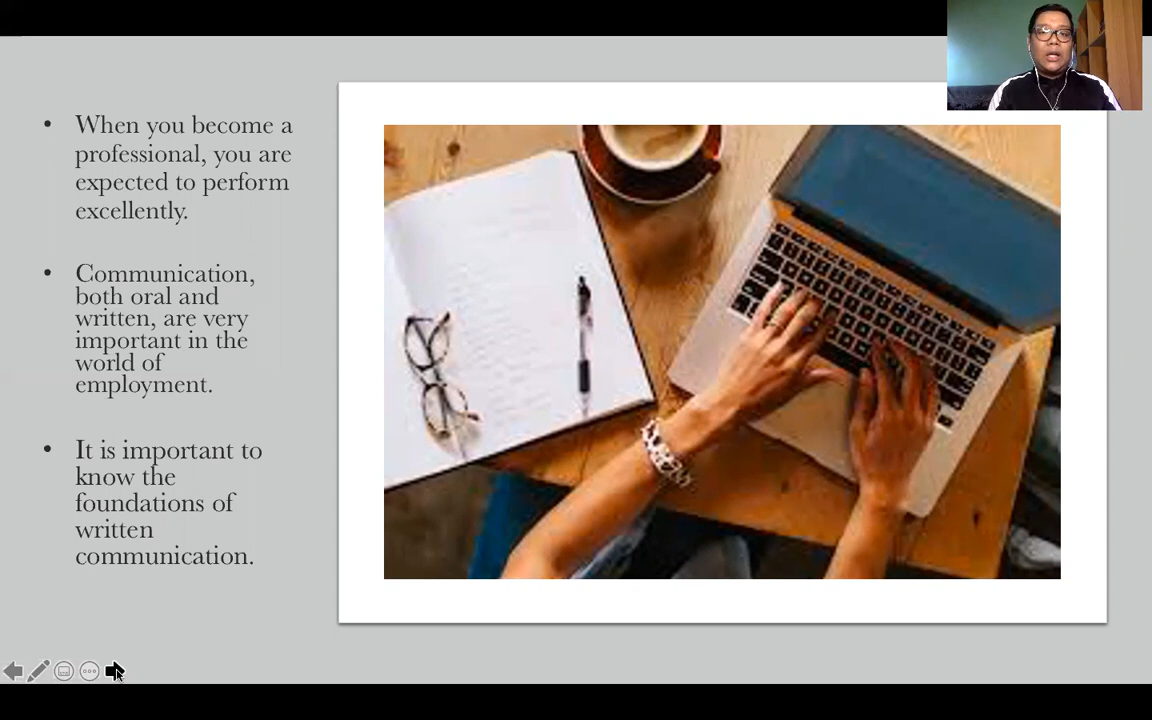 When you become a
professional, you are
expected to perform
excellently.
Communication,
both oral and
written, are very
important in the
world of
employment.
It is important to
know the
foundations of
written
communication.